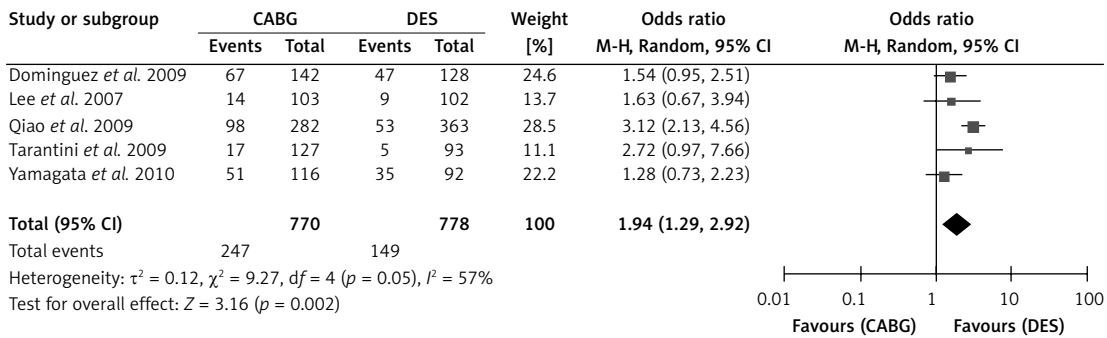 Study or subgroup CABG DES Weight Odds ratio Odds ratio
Events Total Events Total [%] M-H, Random, 95% CI M-H, Random, 95% CI
Dominguez et al. 2009 67 142 47 128 24.6 1.54 (0.95, 2.51)
Lee et al. 2007 14 103 9 102 13.7 1.63 (0.67, 3.94)
Qiao et al. 2009 98 282 53 363 28.5 3.12 (2.13, 4.56)
Tarantini et al. 2009 17 127 5 93 11.1 2.72 (0.97, 7.66)
Yamagata et al. 2010 51 116 35 92 22.2 1.28 (0.73, 2.23)
Total (95% CI) 770 778 100 1.94 (1.29, 2.92)
Total events 247 149
Heterogeneity: τ² = 0.12, χ² = 9.27, df = 4 (p = 0.05), I² = 57%
Test for overall effect: Z = 3.16 (p = 0.002)
0.01 0.1 1 10 100
Favours (CABG) Favours (DES)